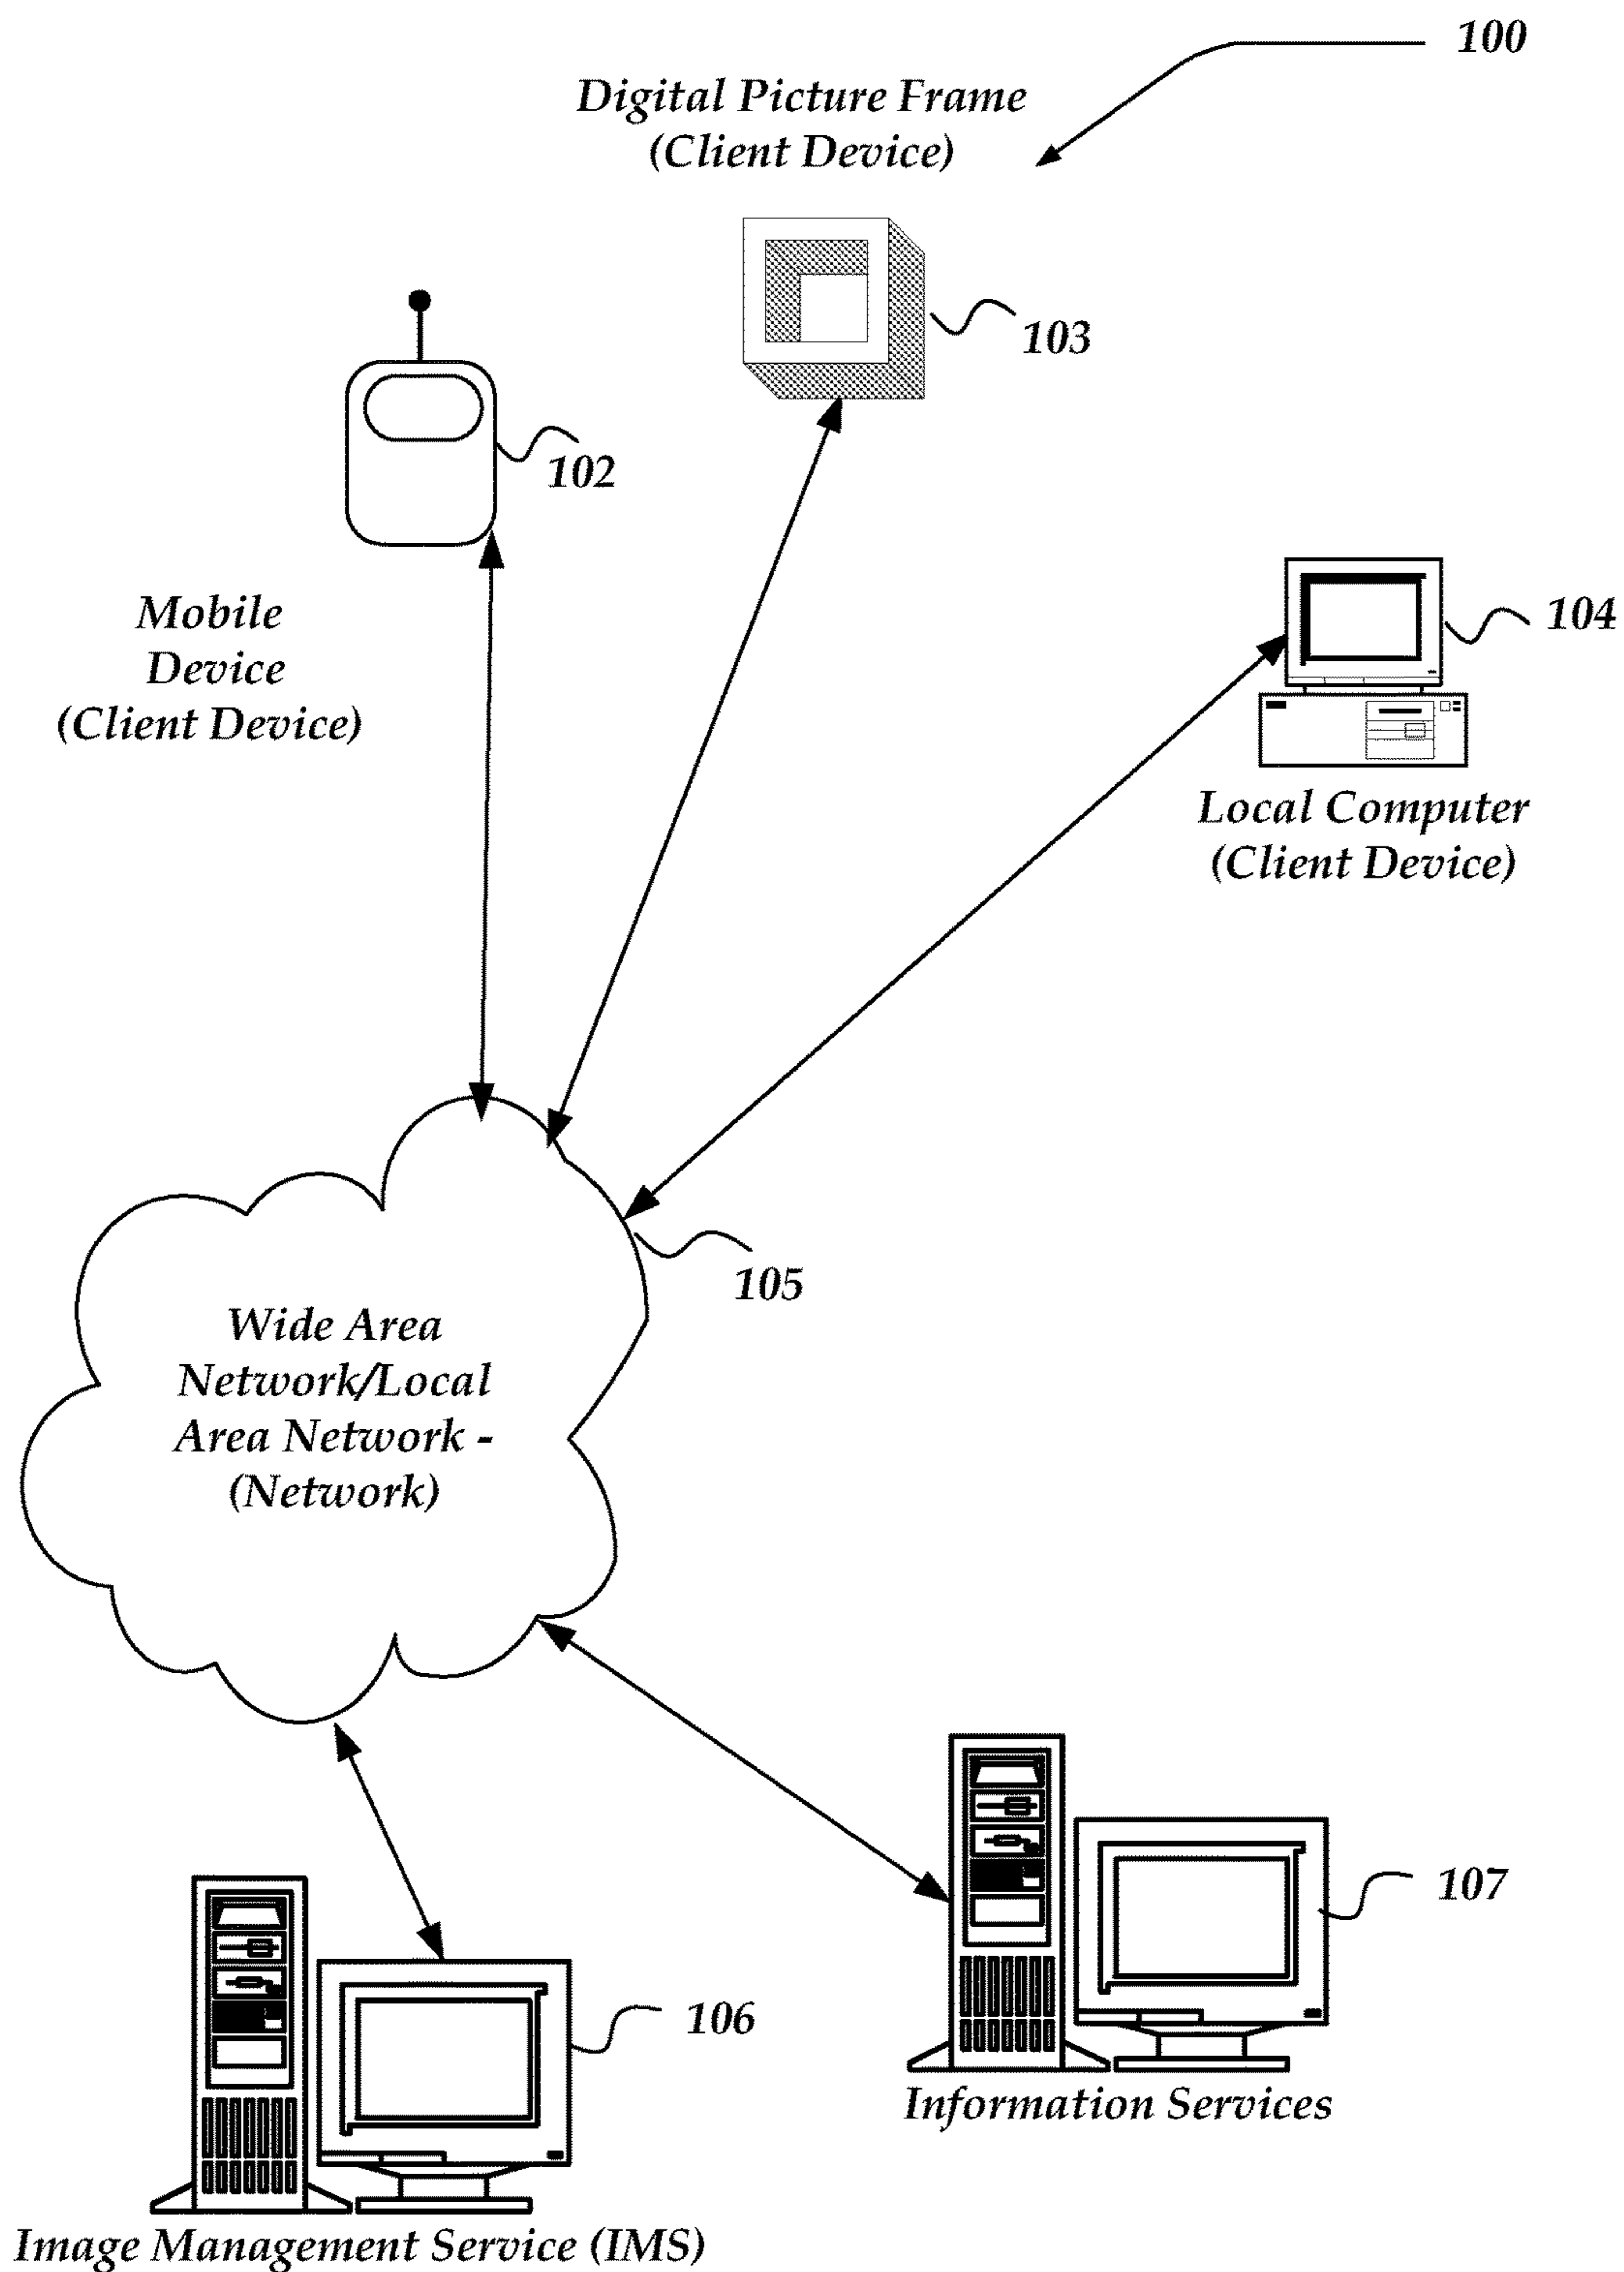 100
Digital Picture Frame
(Client Device)
103
102
Mobile
Device
(Client Device)
104
Local Computer
(Client Device)
105
Wide Area
Network/Local
Area Network -
(Network)
107
Information Services
106
Image Management Service (IMS)